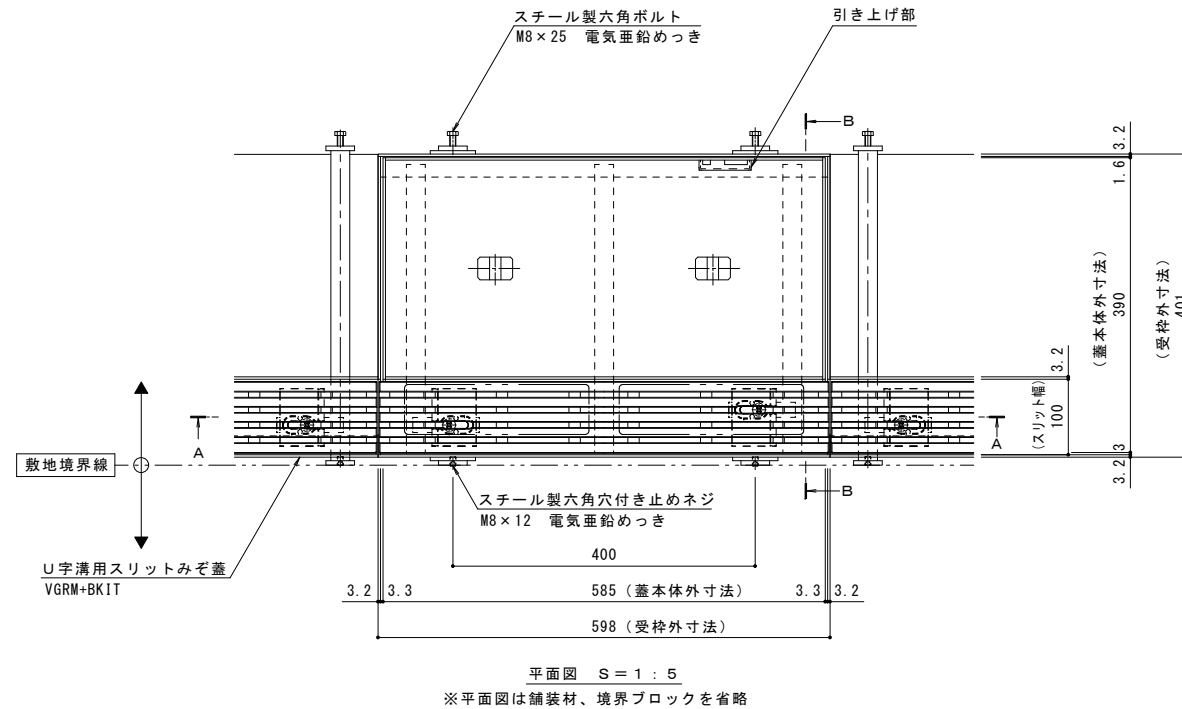 スチール製六角ボルト
M8×25 電気亜鉛めっき
引き上げ部
B
3.2
1.6
(蓋本体外寸法)
390
(受枠外寸法)
401
3.2
(スリット幅)
100
3
3.2
A
A
敷地境界線
B
スチール製六角穴付き止めネジ
M8×12 電気亜鉛めっき
400
U字溝用スリットみぞ蓋
VGRM+BKIT
3.2 3.3 585(蓋本体外寸法) 3.3 3.2
598(受枠外寸法)
平面図 S=1:5
※平面図は舗装材、境界ブロックを省略